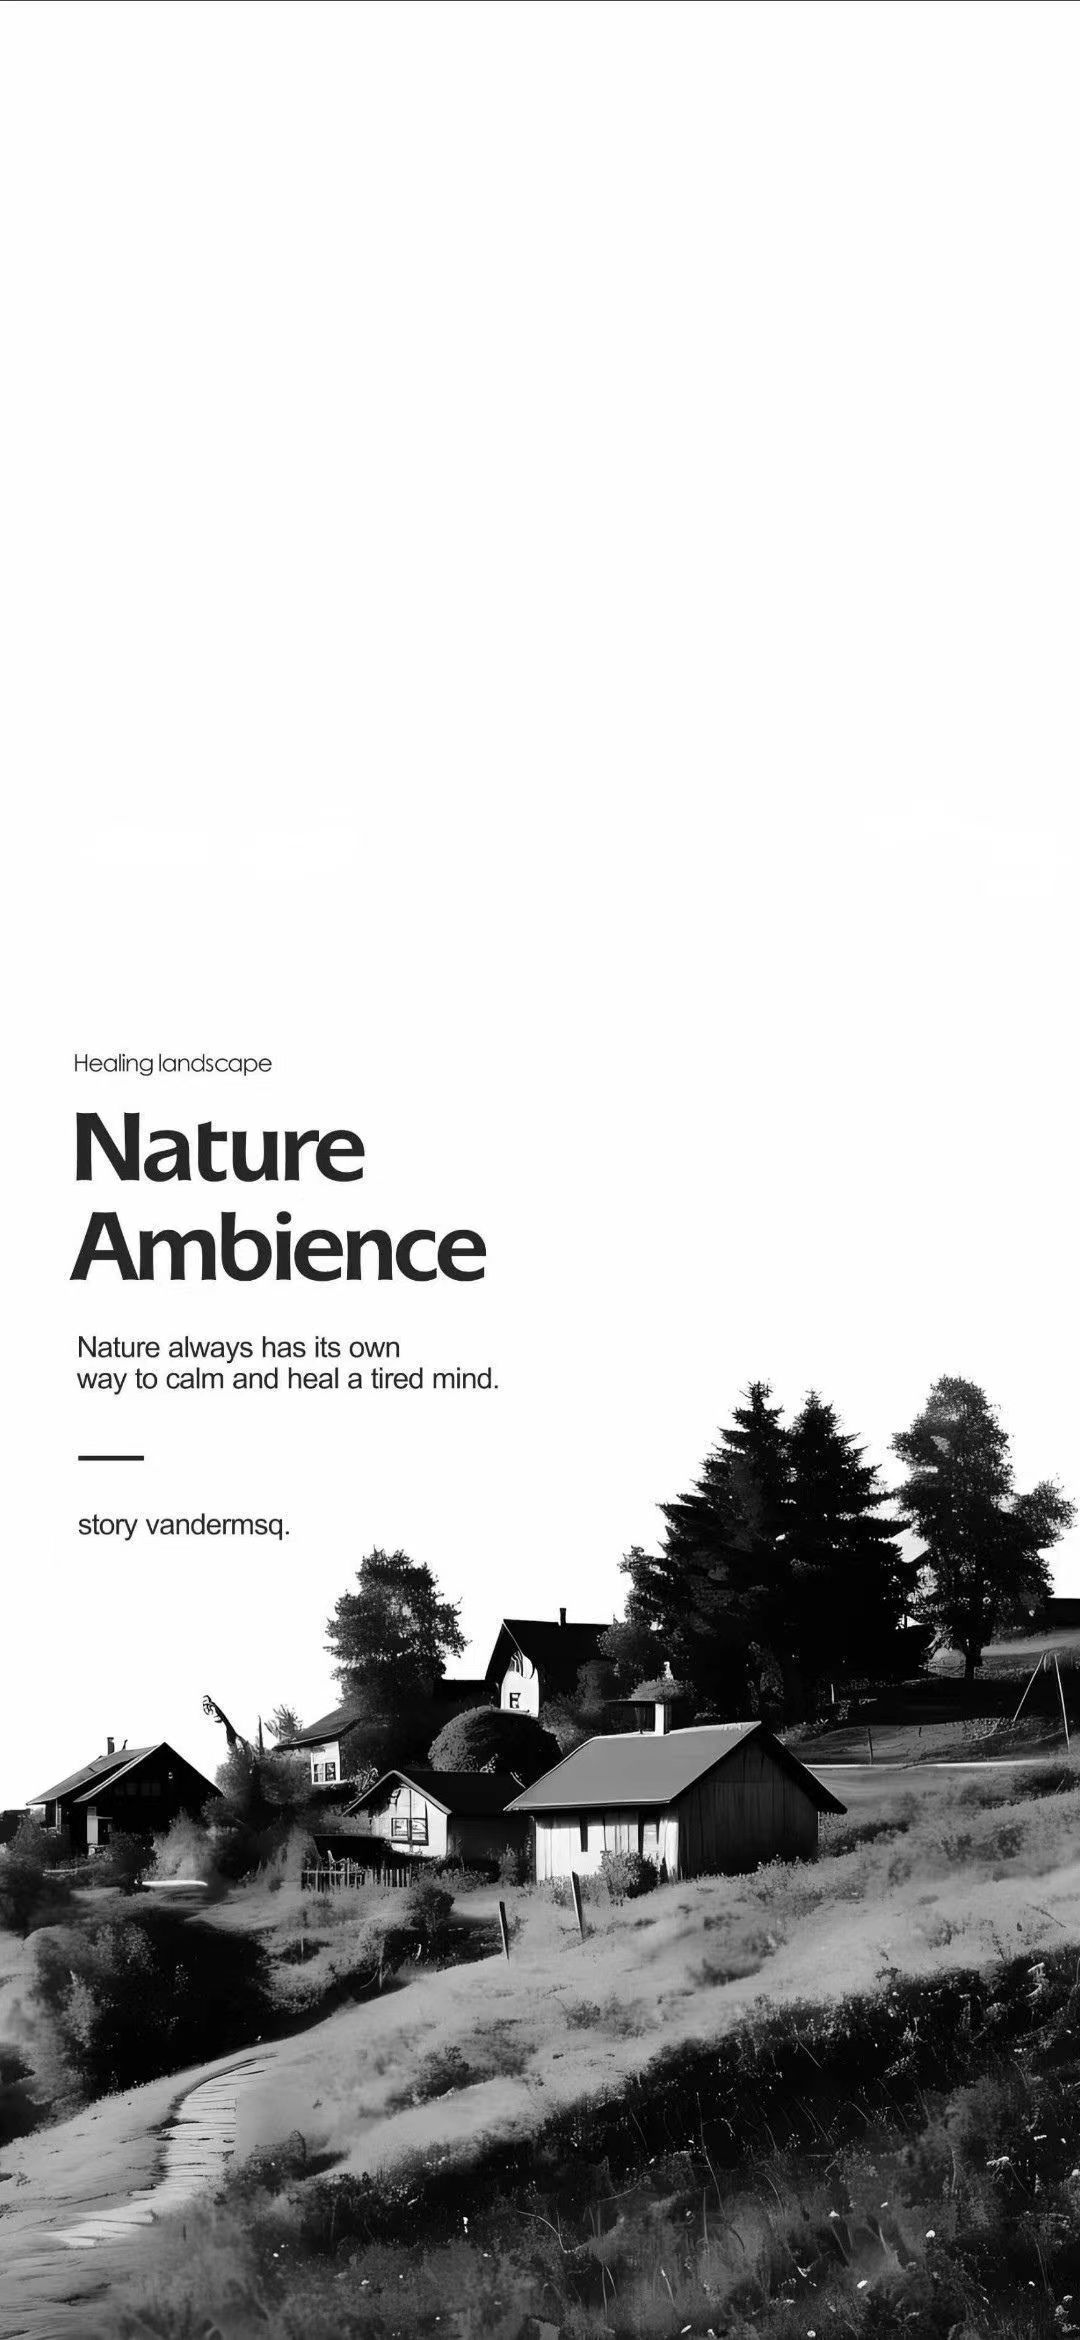 Healing landscape
Nature
Ambience
Nature always has its own
way to calm and heal a tired mind.
story vandermsq.